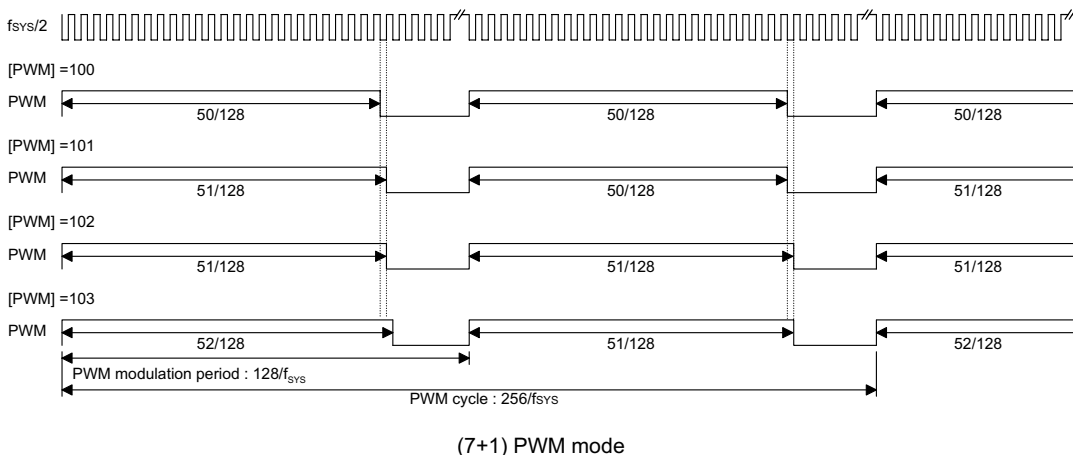 fSYS/2
[PWM] =100
PWM
50/128 50/128 50/128
[PWM] =101
PWM
51/128 50/128 51/128
[PWM] =102
PWM
51/128 51/128 51/128
[PWM] =103
PWM
52/128 51/128 52/128
PWM modulation period : 128/fSYS
PWM cycle : 256/fSYS
(7+1) PWM mode